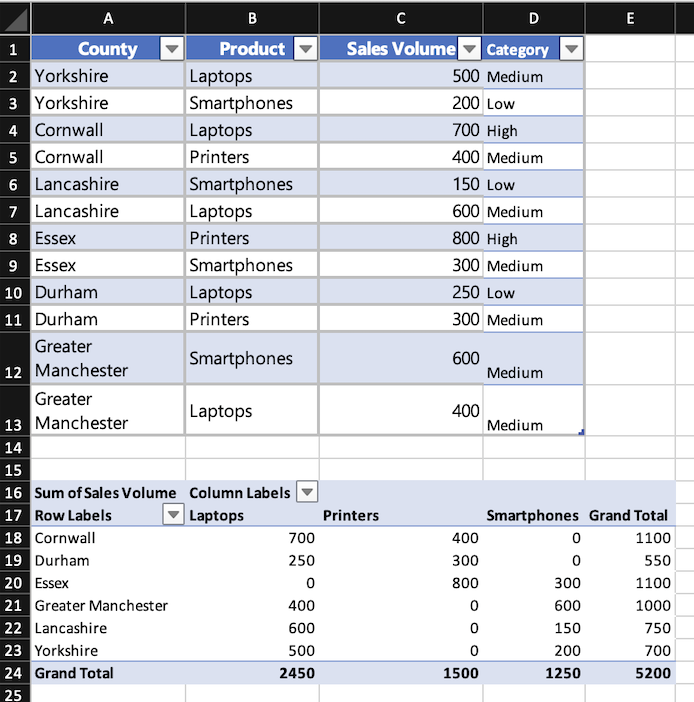 A B C D E
1 County Product Sales Volume Category
2 Yorkshire Laptops 500 Medium
3 Yorkshire Smartphones 200 Low
4 Cornwall Laptops 700 High
5 Cornwall Printers 400 Medium
6 Lancashire Smartphones 150 Low
7 Lancashire Laptops 600 Medium
8 Essex Printers 800 High
9 Essex Smartphones 300 Medium
10 Durham Laptops 250 Low
11 Durham Printers 300 Medium
Greater
Smartphones 600
12 Manchester Medium
Greater
Laptops 400
13 Manchester Medium
14
15
16 Sum of Sales Volume Column Labels
17 Row Labels Laptops Printers Smartphones Grand Total
18 Cornwall 700 400 0 1100
19 Durham 250 300 0 550
20 Essex 0 800 300 1100
21 Greater Manchester 400 0 600 1000
22 Lancashire 600 0 150 750
23 Yorkshire 500 0 200 700
24 Grand Total 2450 1500 1250 5200
25